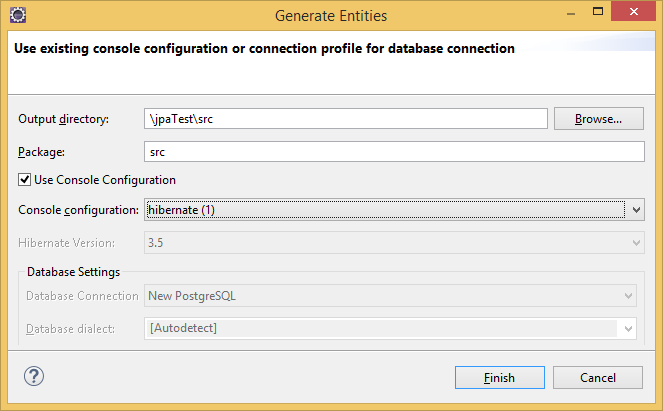 Generate Entities
Use existing console configuration or connection profile for database connection
Output directory: \jpaTest\src Browse...
Package: src
Use Console Configuration
Console configuration: hibernate (1)
Hibernate Version: 3.5
Database Settings
Database Connection New PostgreSQL
Database dialect: [Autodetect]
? Finish Cancel